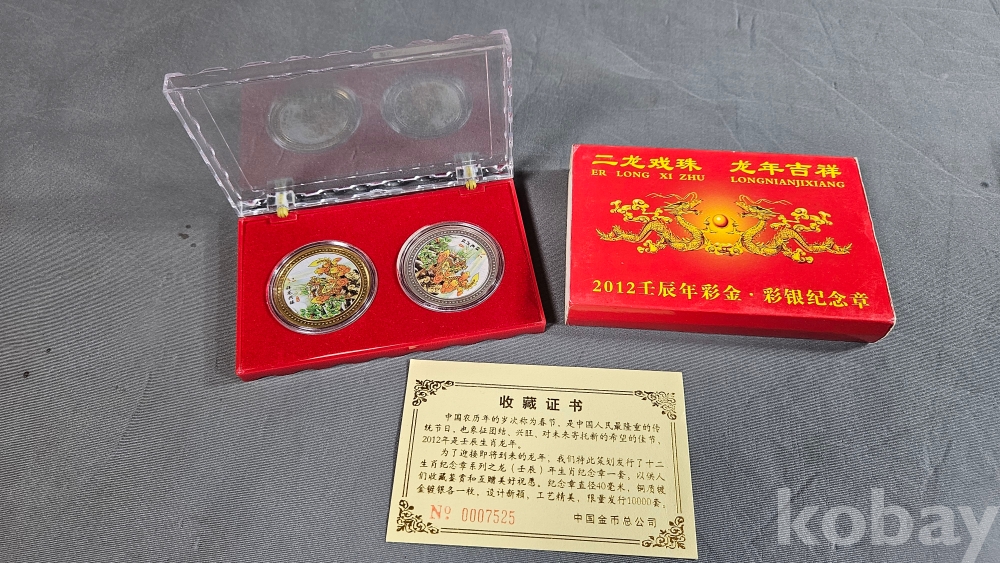 二龙戏珠 龙年吉祥
ER LONG XI ZHU LONGNIANJIXIANG
2012壬辰年彩金·彩银纪念章
收藏证书
中国农历年的岁次称为春节，是中国人民最隆重的传
统节日，也象征团结、兴旺、对未来寄托新的希望的佳节，
2012年是壬辰生肖龙年。
为了迎接即将到来的龙年，我们特此策划发行了十二
生肖纪念章系列之龙（壬辰）年生肖纪念章一套，以供人
们收藏鉴赏和互赠美好祝愿。纪念章直径40毫米，铜质镀
金镀银各一枚，设计新颖，工艺精美，限量发行10000套。
Nº 0007525
中国金币总公司
kobay